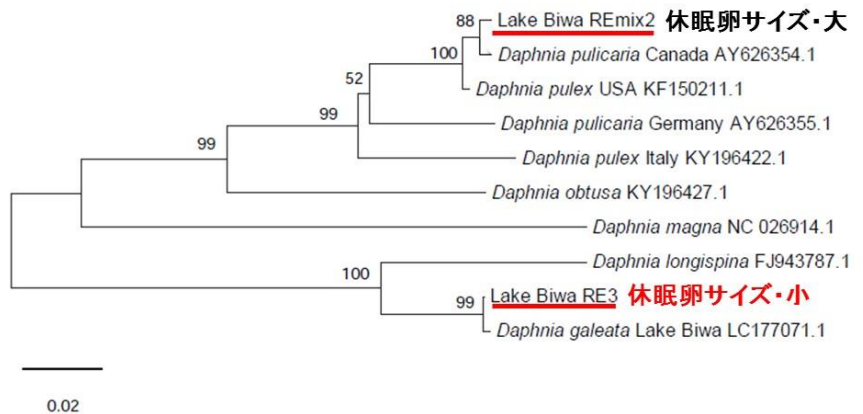 88 Lake Biwa REmix2 休眠卵サイズ・大
Daphnia pulicaria Canada AY626354.1
100
Daphnia pulex USA KF150211.1
52
Daphnia pulicaria Germany AY626355.1
99
Daphnia pulex Italy KY196422.1
99
Daphnia obtusa KY196427.1
Daphnia magna NC 026914.1
Daphnia longispina FJ943787.1
100
Lake Biwa RE3 休眠卵サイズ・小
99
Daphnia galeata Lake Biwa LC177071.1
0.02